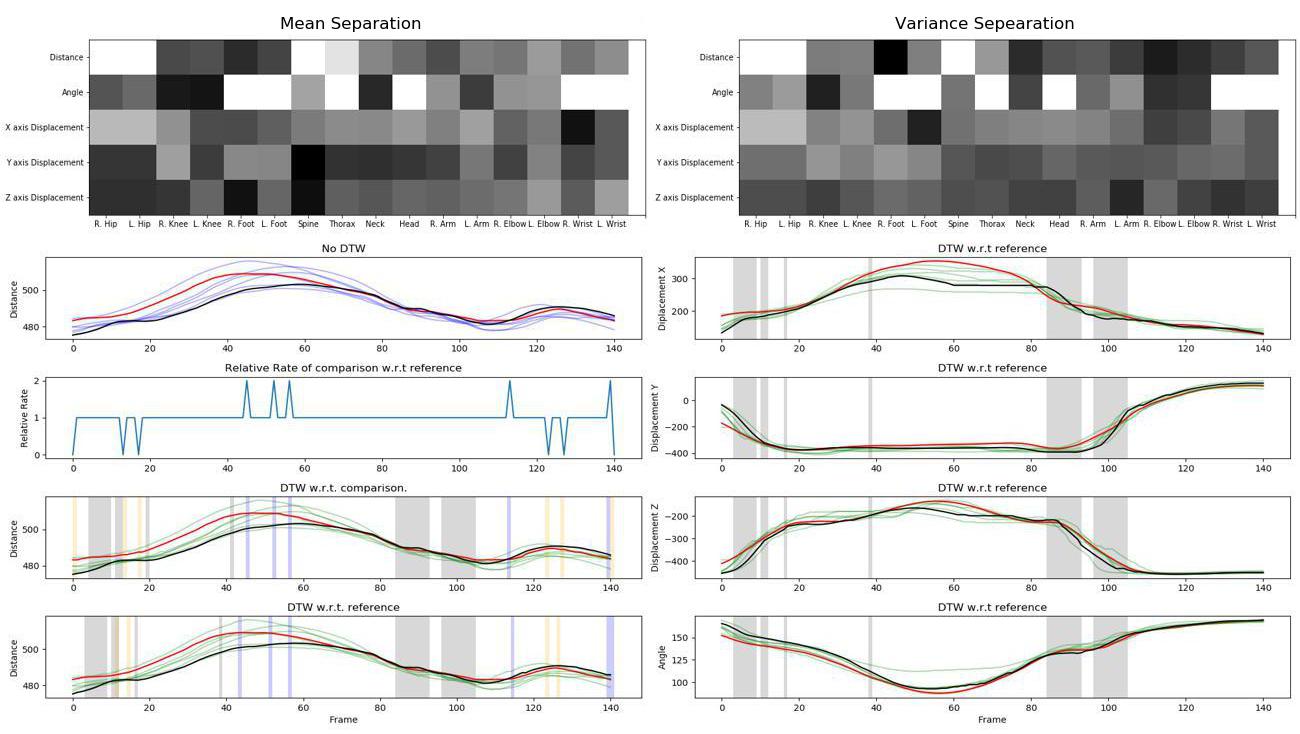 Mean Separation
Distance
Angle
X axis Displacement
Y axis Displacement
Z axis Displacement
R. Hip L. Hip R. Knee L. Knee R. Foot L. Foot Spine Thorax Neck Head R. Arm L. Arm R. Elbow L. Elbow R. Wrist L. Wrist
Variance Sepearation
Distance
Angle
X axis Displacement
Y axis Displacement
Z axis Displacement
R. Hip L. Hip R. Knee L. Knee R. Foot L. Foot Spine Thorax Neck Head R. Arm L. Arm R. Elbow L. Elbow R. Wrist L. Wrist
No DTW
Distance
500
480
0 20 40 60 80 100 120 140
Relative Rate of comparison w.r.t reference
Relative Rate
2
1
0
0 20 40 60 80 100 120 140
DTW w.r.t. comparison.
Distance
500
480
0 20 40 60 80 100 120 140
DTW w.r.t. reference
Distance
500
480
0 20 40 60 80 100 120 140
Frame
DTW w.r.t reference
Diplacement X
300
200
0 20 40 60 80 100 120 140
DTW w.r.t reference
Displacement Y
0
−200
−400
0 20 40 60 80 100 120 140
DTW w.r.t reference
Displacement Z
−200
−300
−400
0 20 40 60 80 100 120 140
DTW w.r.t reference
Angle
150
125
100
0 20 40 60 80 100 120 140
Frame